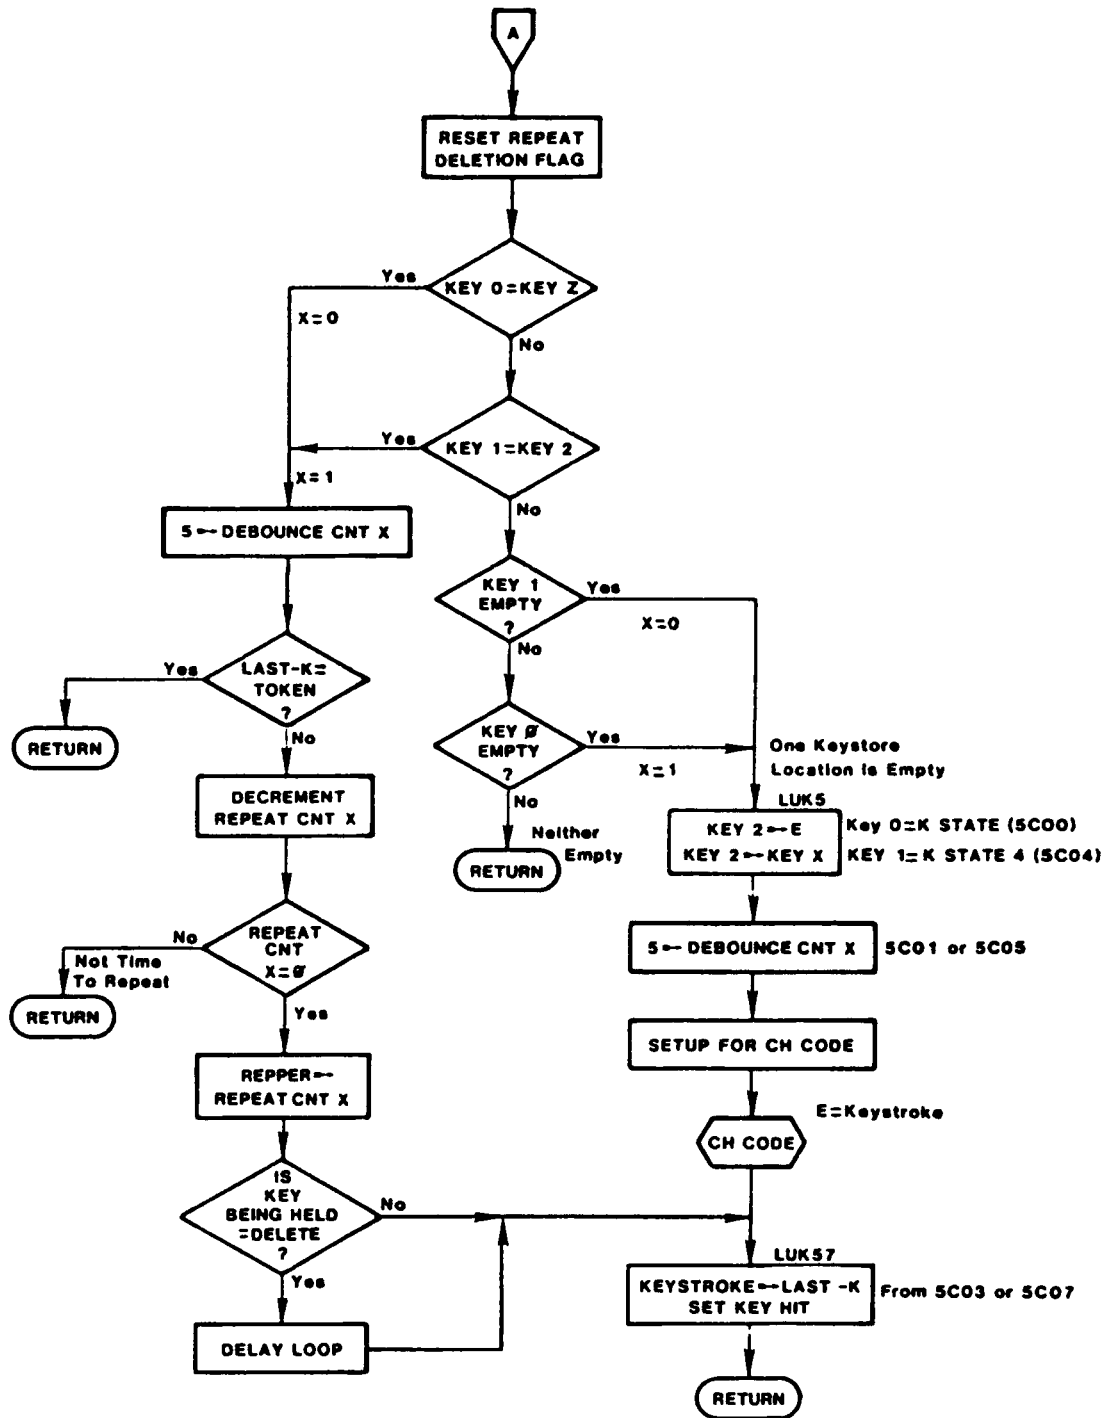 A
RESET REPEAT
DELETION FLAG
Yes
KEY 0=KEY Z
X=0
No
Yes
KEY 1=KEY 2
X=1
No
5←DEBOUNCE CNT X
KEY 1
EMPTY
?
Yes
X=0
No
Yes
LAST-K=
TOKEN
?
RETURN
No
KEY Ø
EMPTY
?
Yes
X=1
One Keystore
Location is Empty
No
DECREMENT
REPEAT CNT X
Neither
Empty
RETURN
LUK5
KEY 2←E
KEY 2←KEY X
Key 0=K STATE (5C00)
KEY 1=K STATE 4 (5C04)
No
REPEAT
CNT
X=Ø
Not Time
To Repeat
RETURN
Yes
5←DEBOUNCE CNT X
5C01 or 5C05
SETUP FOR CH CODE
REPPER←
REPEAT CNT X
E=Keystroke
CH CODE
IS
KEY
BEING HELD
=DELETE
?
No
Yes
LUK57
KEYSTROKE←LAST -K
SET KEY HIT
From 5C03 or 5C07
DELAY LOOP
RETURN